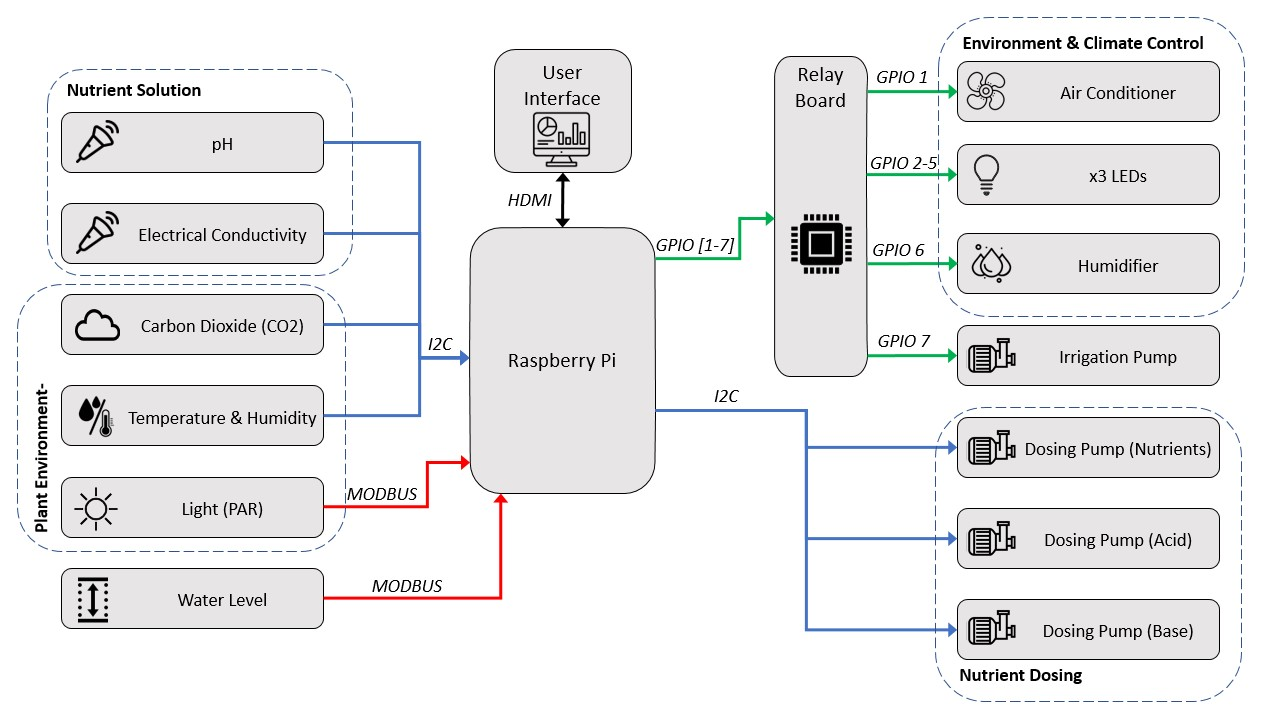 Nutrient Solution
pH
Electrical Conductivity
Plant Environment-
Carbon Dioxide (CO2)
Temperature & Humidity
Light (PAR)
Water Level
I2C
MODBUS
MODBUS
User
Interface
HDMI
Raspberry Pi
GPIO [1-7]
I2C
Relay
Board
GPIO 1
GPIO 2-5
GPIO 6
GPIO 7
Environment & Climate Control
Air Conditioner
x3 LEDs
Humidifier
Irrigation Pump
Dosing Pump (Nutrients)
Dosing Pump (Acid)
Dosing Pump (Base)
Nutrient Dosing